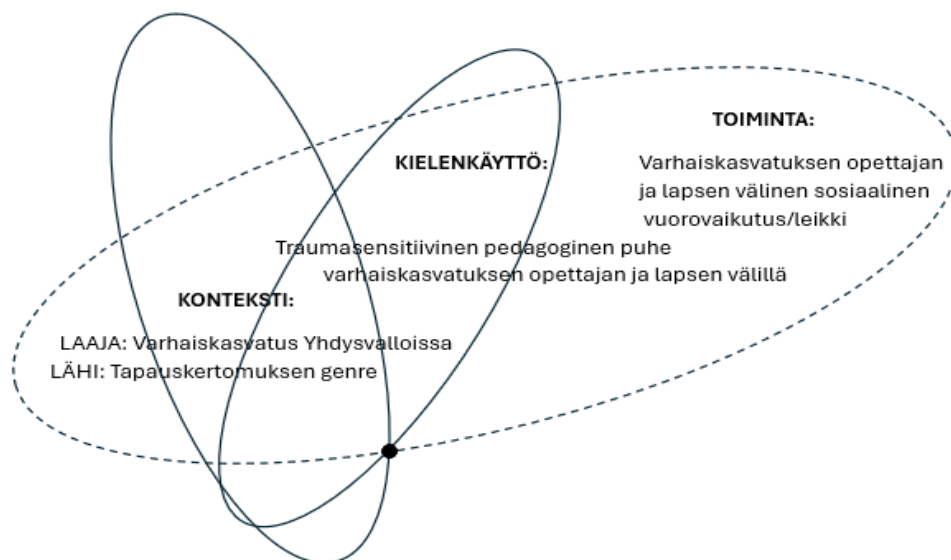 TOIMINTA:
Varhaiskasvatuksen opettajan
ja lapsen välinen sosiaalinen
vuorovaikutus/leikki
KIELENKÄYTTÖ:
Traumasensitiivinen pedagoginen puhe
varhaiskasvatuksen opettajan ja lapsen välillä
KONTEKSTI:
LAAJA: Varhaiskasvatus Yhdysvalloissa
LÄHI: Tapauskertomuksen genre